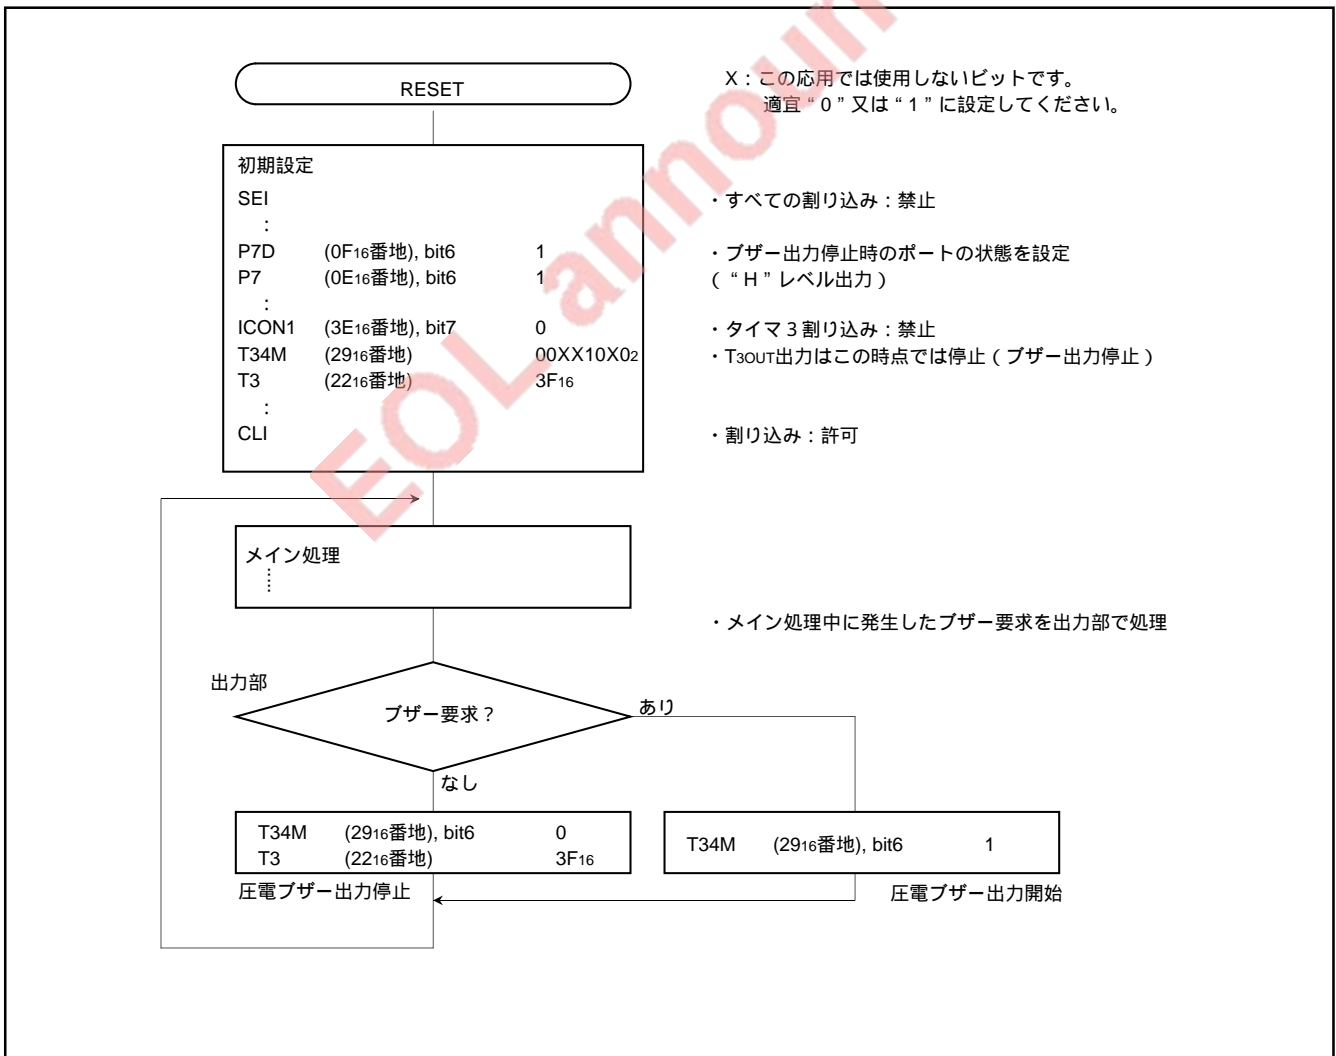 RESET
X：この応用では使用しないビットです。
適宜“0”又は“1”に設定してください。
初期設定
SEI ・すべての割り込み：禁止
：
P7D (0F16番地), bit6 1 ・ブザー出力停止時のポートの状態を設定
P7 (0E16番地), bit6 1 (“H”レベル出力)
：
ICON1 (3E16番地), bit7 0 ・タイマ3割り込み：禁止
T34M (2916番地) 00XX10X02 ・T3OUT出力はこの時点では停止(ブザー出力停止)
T3 (2216番地) 3F16
：
CLI ・割り込み：許可
メイン処理
・メイン処理中に発生したブザー要求を出力部で処理
出力部
ブザー要求？
あり
なし
T34M (2916番地), bit6 0
T3 (2216番地) 3F16
T34M (2916番地), bit6 1
圧電ブザー出力停止
圧電ブザー出力開始
EOL announ